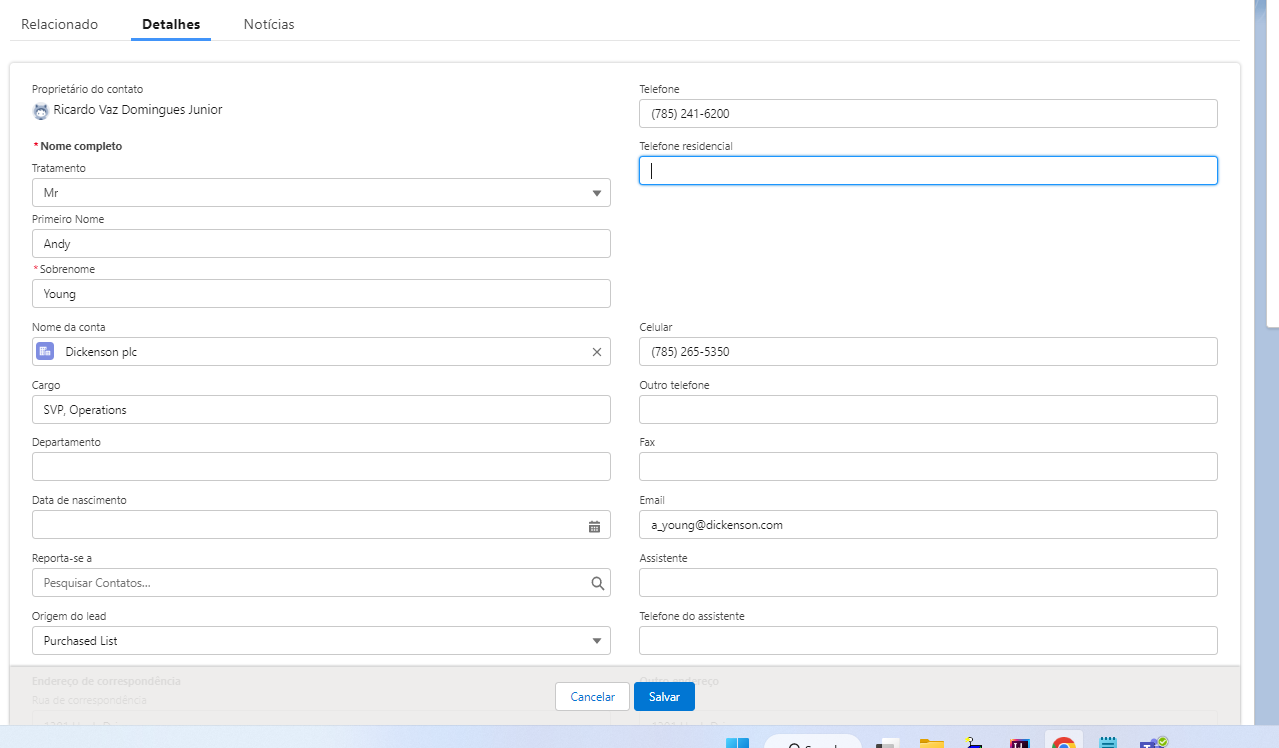 Relacionado
Detalhes
Notícias
Proprietário do contato
Ricardo Vaz Domingues Junior
*Nome completo
Tratamento
Mr
Primeiro Nome
Andy
*Sobrenome
Young
Nome da conta
Dickenson plc
Cargo
SVP, Operations
Departamento
Data de nascimento
Reporta-se a
Pesquisar Contatos...
Origem do lead
Purchased List
Telefone
(785) 241-6200
Telefone residencial
Celular
(785) 265-5350
Outro telefone
Fax
Email
a_young@dickenson.com
Assistente
Telefone do assistente
Endereço de correspondência
Rua de correspondência
endereço
Cancelar
Salvar